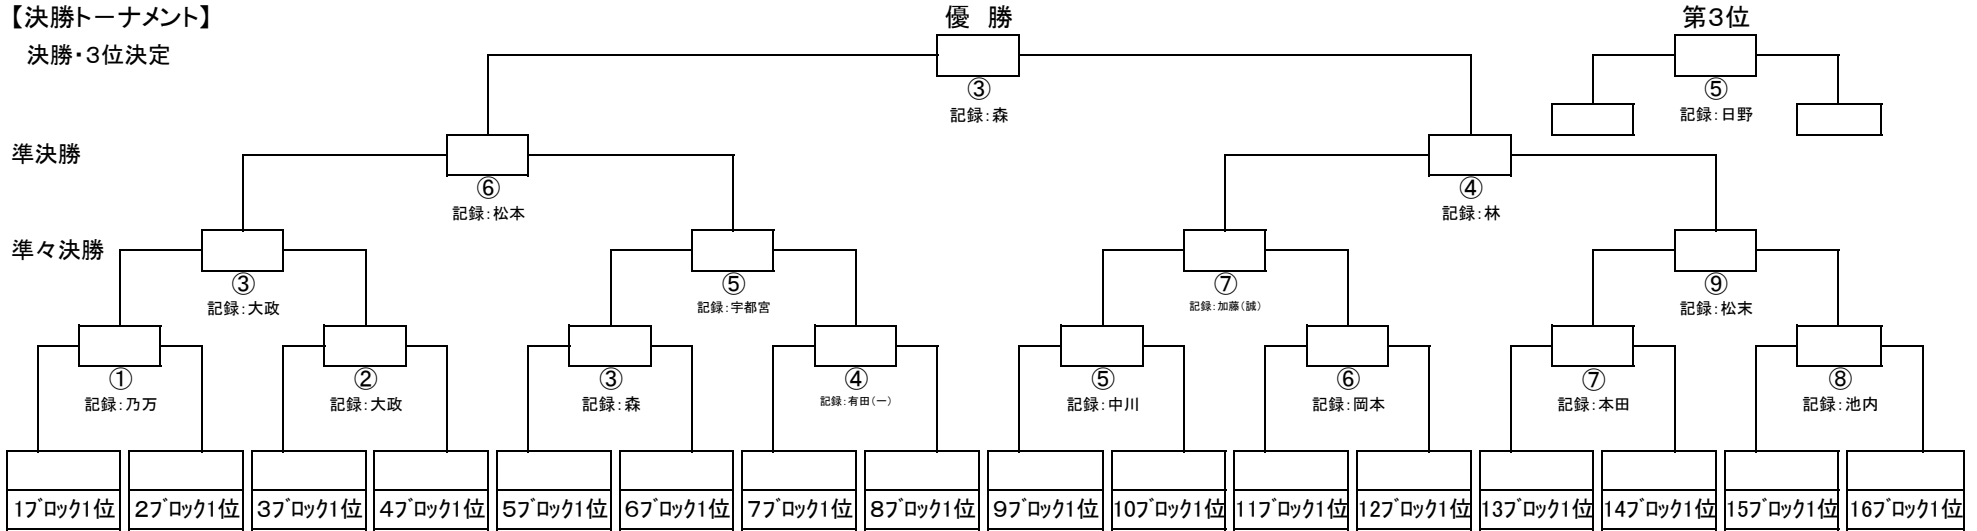 【決勝トーナメント】
優 勝
第3位
決勝・3位決定
③
記録：森
⑤
記録：日野
準決勝
⑥
記録：松本
④
記録：林
準々決勝
③
記録：大政
⑤
記録：宇都宮
⑦
記録：加藤（誠）
⑨
記録：松末
①
記録：乃万
②
記録：大政
③
記録：森
④
記録：有田（一）
⑤
記録：中川
⑥
記録：岡本
⑦
記録：本田
⑧
記録：池内
1ブロック1位
2ブロック1位
3ブロック1位
4ブロック1位
5ブロック1位
6ブロック1位
7ブロック1位
8ブロック1位
9ブロック1位
10ブロック1位
11ブロック1位
12ブロック1位
13ブロック1位
14ブロック1位
15ブロック1位
16ブロック1位